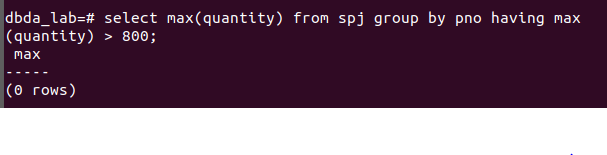 dbda_lab=# select max(quantity) from spj group by pno having max
(quantity) > 800;
 max
-----
(0 rows)